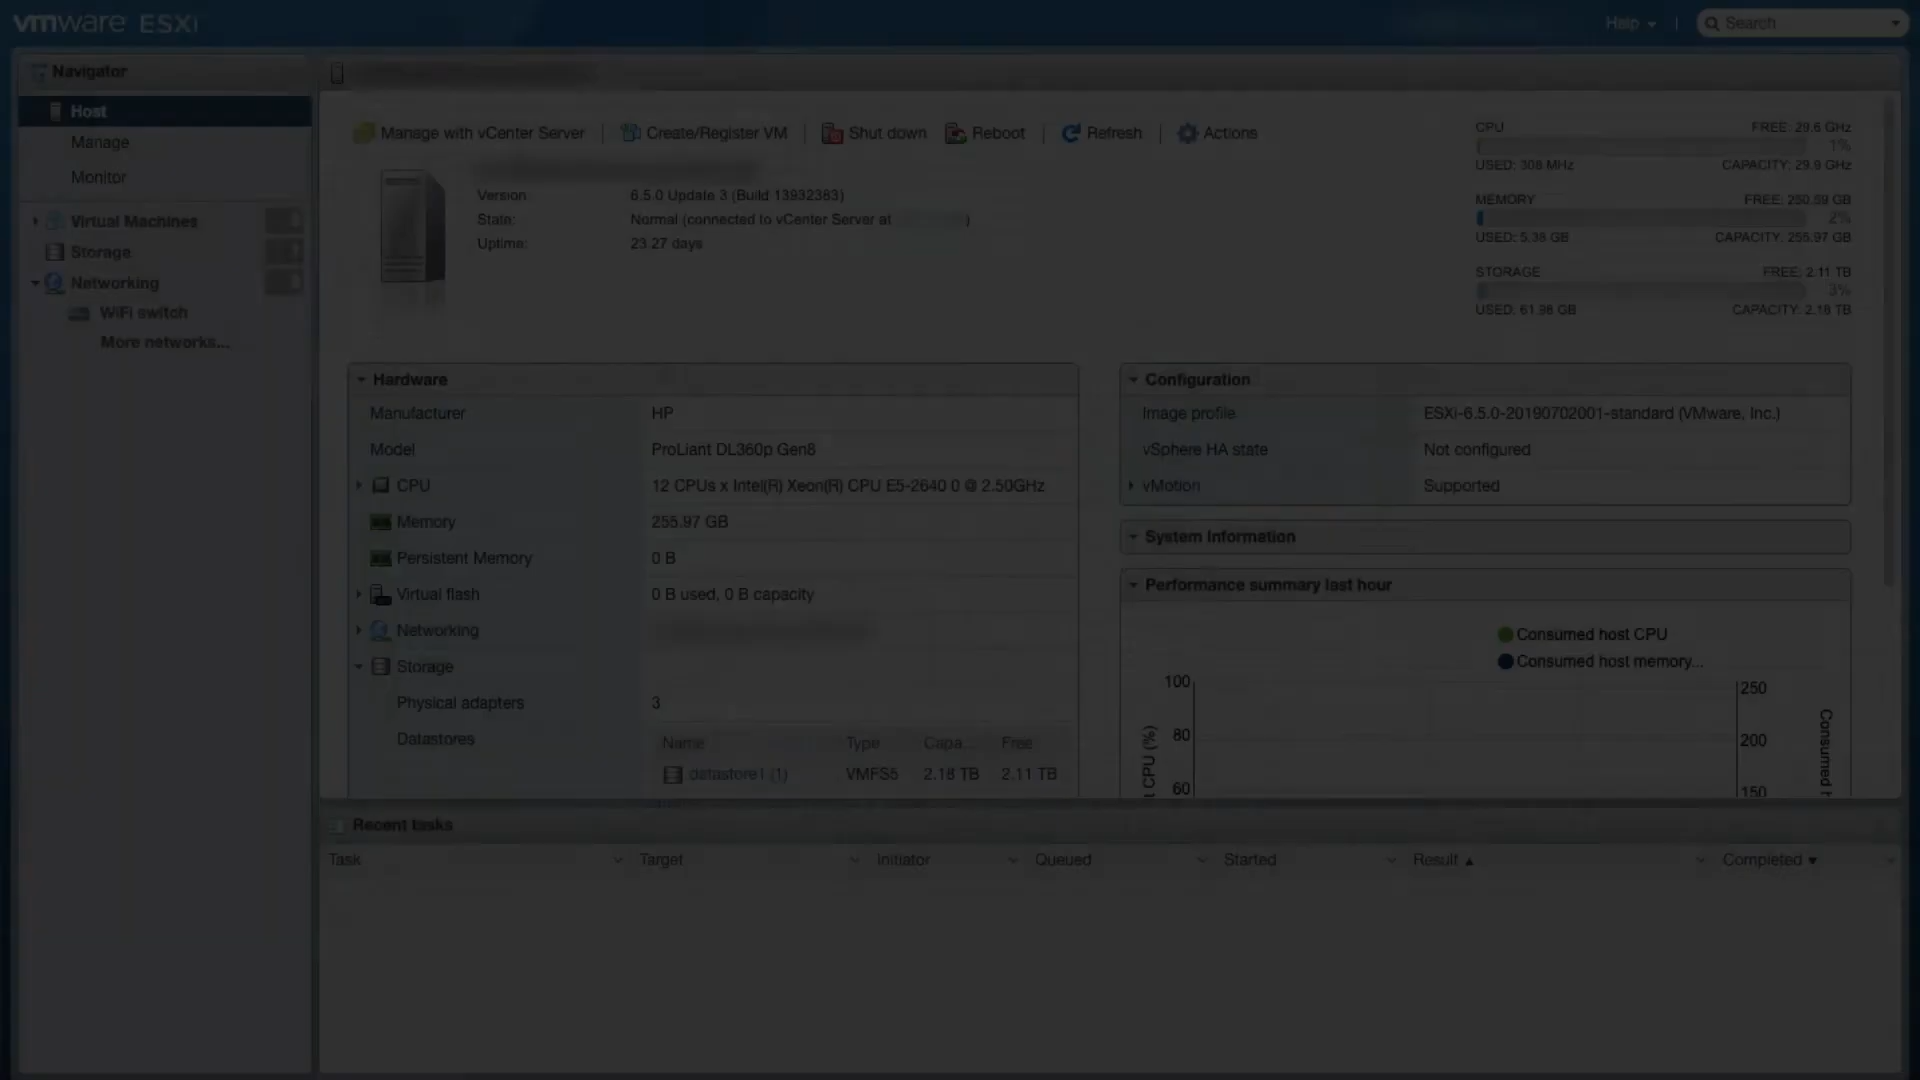 vmware ESXi
Help
Search
Navigator
Host
Manage
Monitor
Virtual Machines
Storage
Networking
WiFi switch
More networks...
Manage with vCenter Server
Create/Register VM
Shut down
Reboot
Refresh
Actions
Version:
6.5.0 Update 3 (Build 13932383)
State:
Normal (connected to vCenter Server at )
Uptime:
23.27 days
CPU
FREE: 29.6 GHz
1%
USED: 308 MHz
CAPACITY: 29.9 GHz
MEMORY
FREE: 250.59 GB
2%
USED: 5.38 GB
CAPACITY: 255.97 GB
STORAGE
FREE: 2.11 TB
3%
USED: 61.98 GB
CAPACITY: 2.18 TB
Hardware
Manufacturer
HP
Model
ProLiant DL360p Gen8
CPU
12 CPUs x Intel(R) Xeon(R) CPU E5-2640 0 @ 2.50GHz
Memory
255.97 GB
Persistent Memory
0 B
Virtual flash
0 B used, 0 B capacity
Networking
Storage
Physical adapters
3
Datastores
Name
Type
Capa...
Free
datastore1 (1)
VMFS5
2.18 TB
2.11 TB
Configuration
Image profile
ESXi-6.5.0-20190702001-standard (VMware, Inc.)
vSphere HA state
Not configured
vMotion
Supported
System Information
Performance summary last hour
Consumed host CPU
Consumed host memory...
100
80
60
250
200
150
CPU (%)
Consumed
Recent tasks
Task
Target
Initiator
Queued
Started
Result ▲
Completed ▼